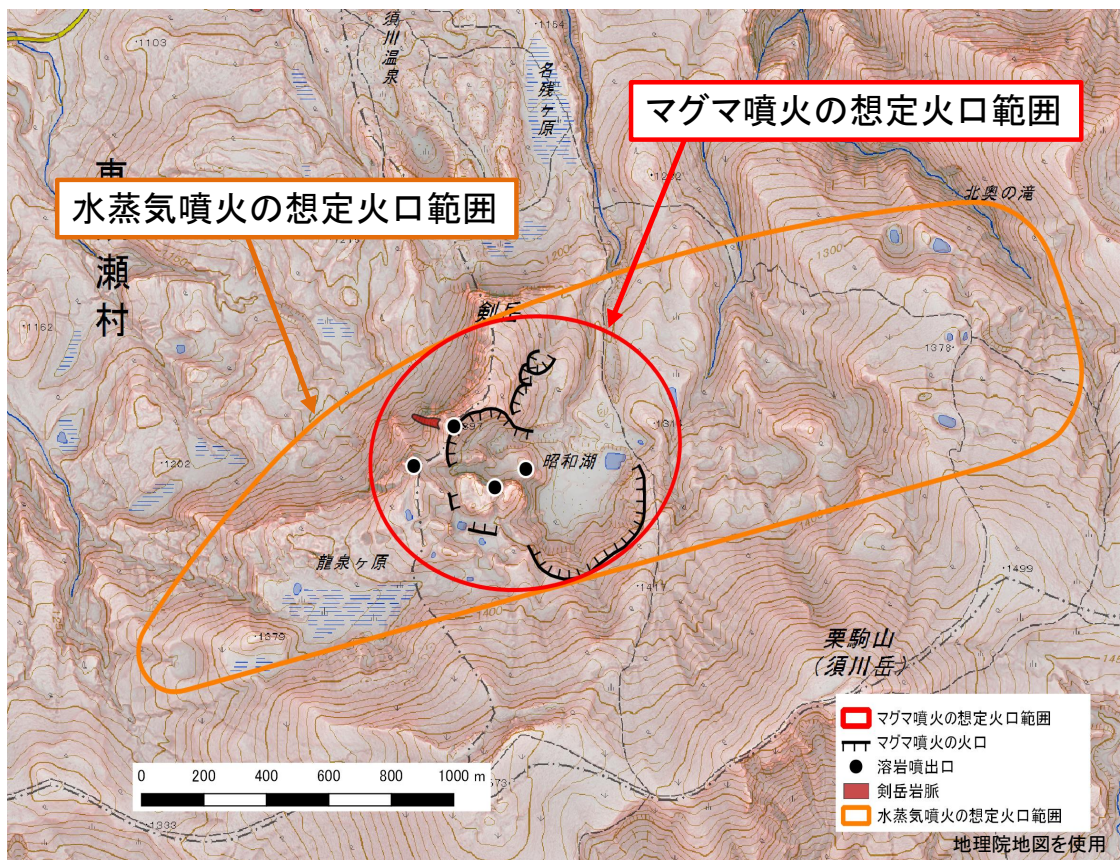 1103
須川温泉
1154
名残ヶ原
マグマ噴火の想定火口範囲
東
水蒸気噴火の想定火口範囲
瀬村
北奥の滝
1200
1300
1162
剣岳
1378
1202
昭和湖
龍泉ヶ原
1499
1417
1400
1379
栗駒山
(須川岳)
0 200 400 600 800 1000 m
1333
マグマ噴火の想定火口範囲
マグマ噴火の火口
溶岩噴出口
剣岳岩脈
水蒸気噴火の想定火口範囲
地理院地図を使用